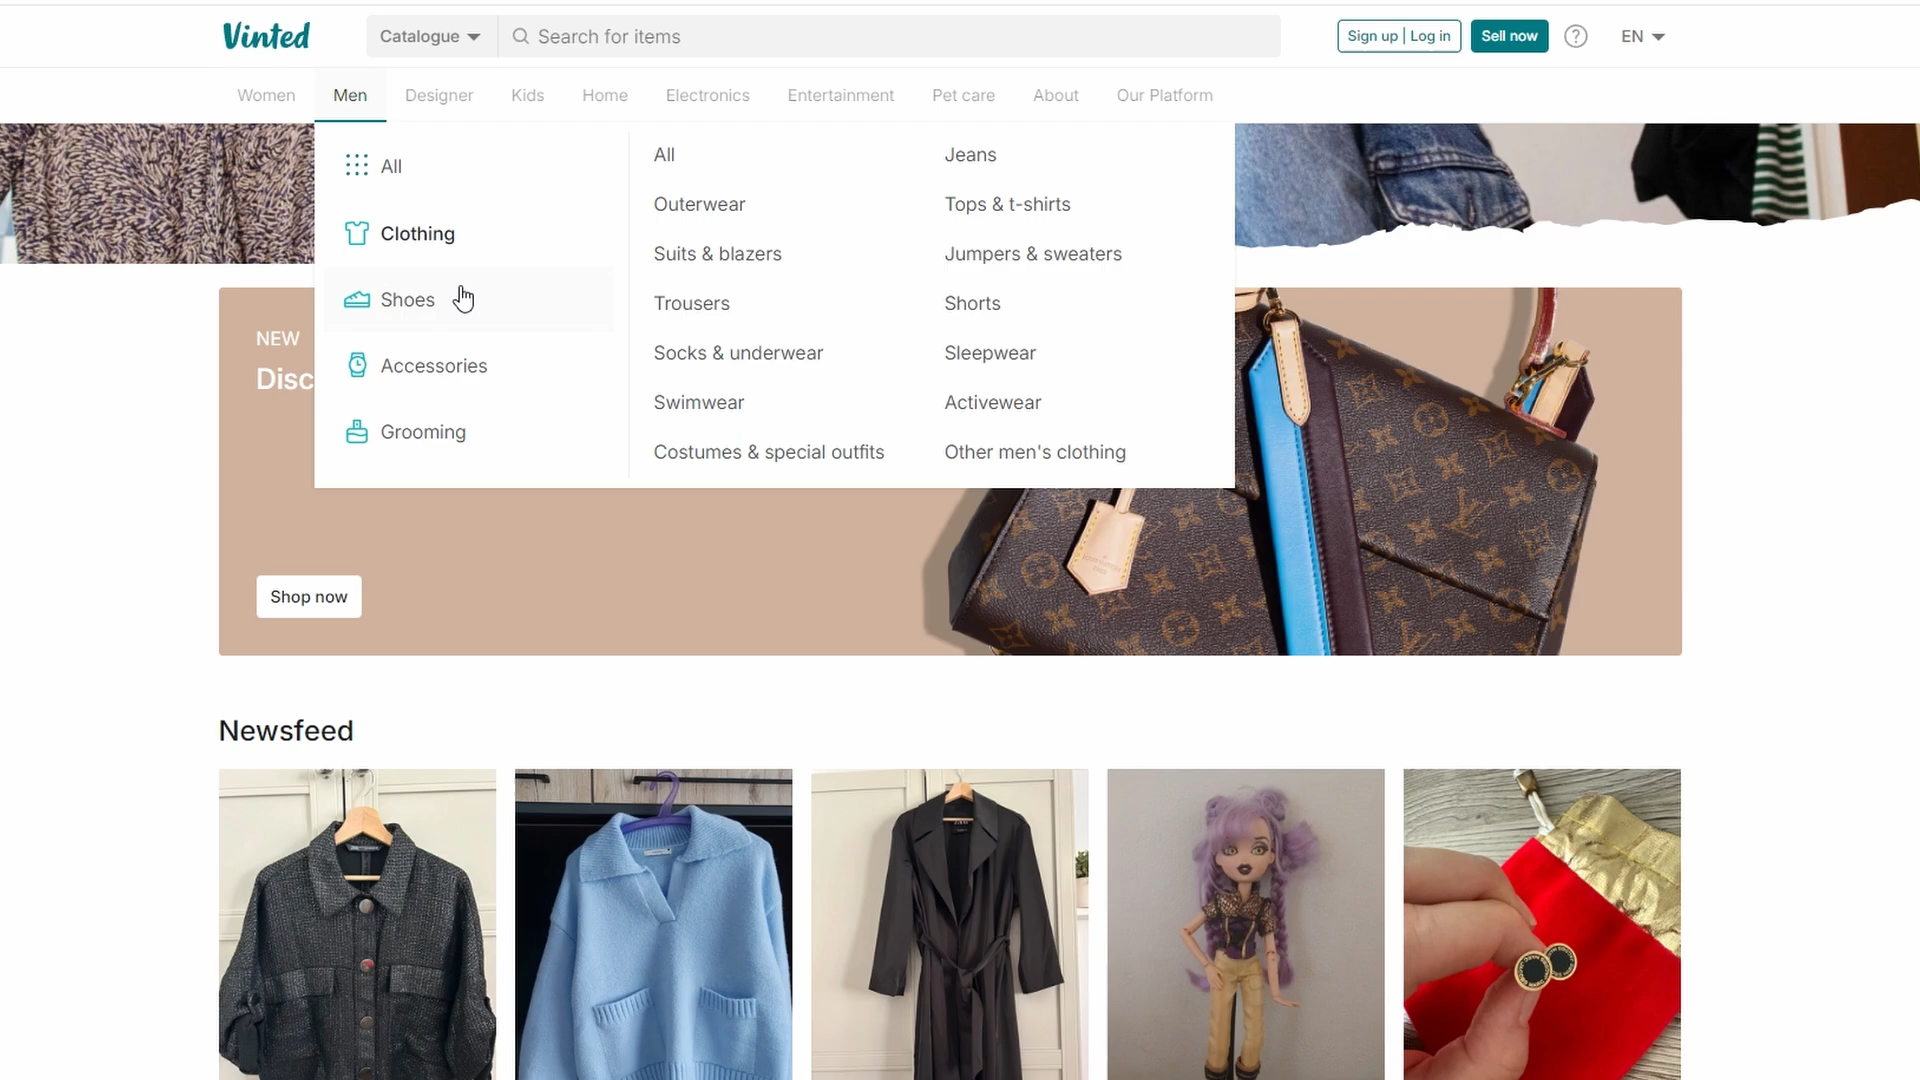 Vinted
Catalogue
Search for items
Sign up | Log in
Sell now
?
EN
Women
Men
Designer
Kids
Home
Electronics
Entertainment
Pet care
About
Our Platform
All
Clothing
Shoes
Accessories
Grooming
All
Outerwear
Suits & blazers
Trousers
Socks & underwear
Swimwear
Costumes & special outfits
Jeans
Tops & t-shirts
Jumpers & sweaters
Shorts
Sleepwear
Activewear
Other men's clothing
NEW
Disc
Shop now
Newsfeed